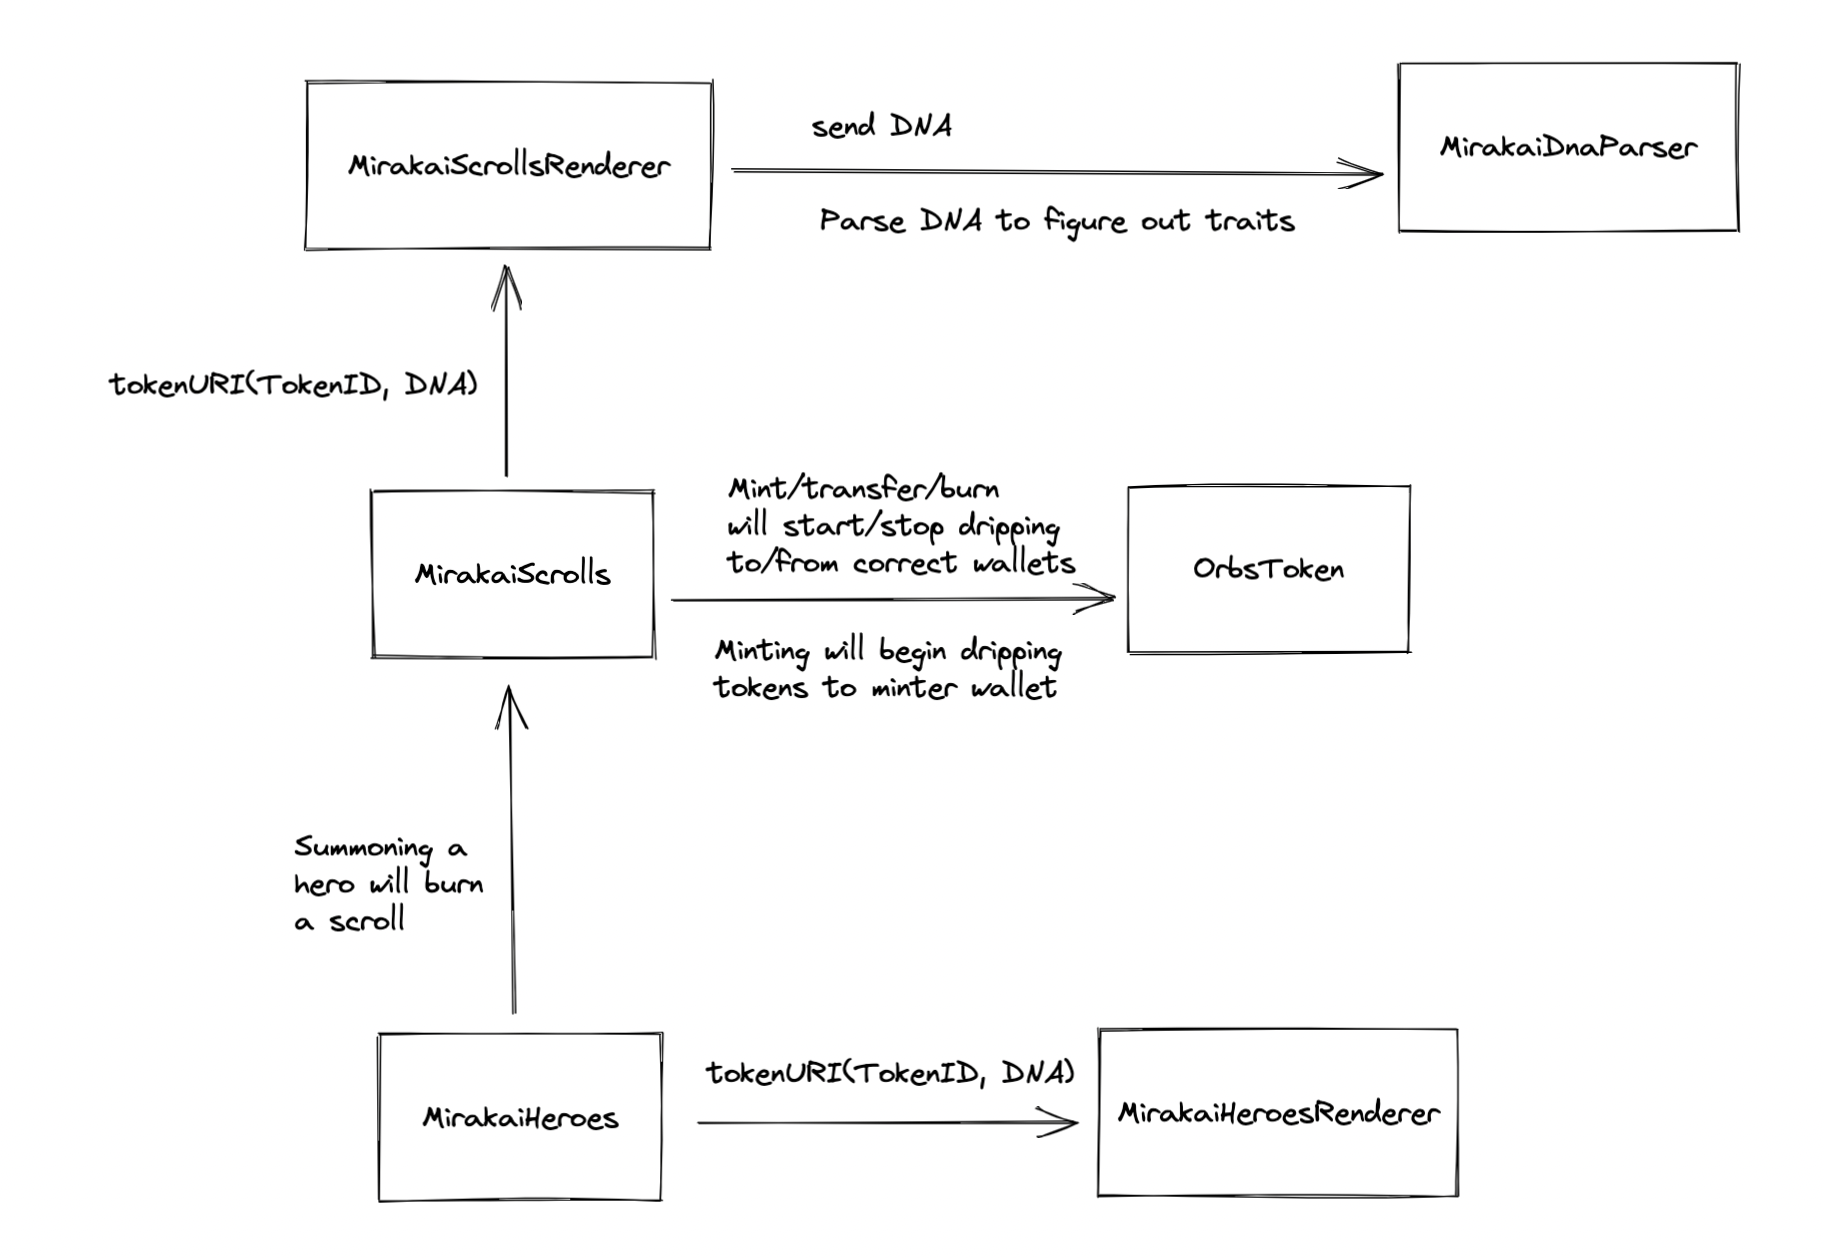 MirakaiScrollsRenderer
send DNA
Parse DNA to figure out traits
MirakaiDnaParser
tokenURI(TokenID, DNA)
MirakaiScrolls
Mint/transfer/burn
will start/stop dripping
to/from correct wallets
Minting will begin dripping
tokens to minter wallet
OrbsToken
Summoning a
hero will burn
a scroll
MirakaiHeroes
tokenURI(TokenID, DNA)
MirakaiHeroesRenderer